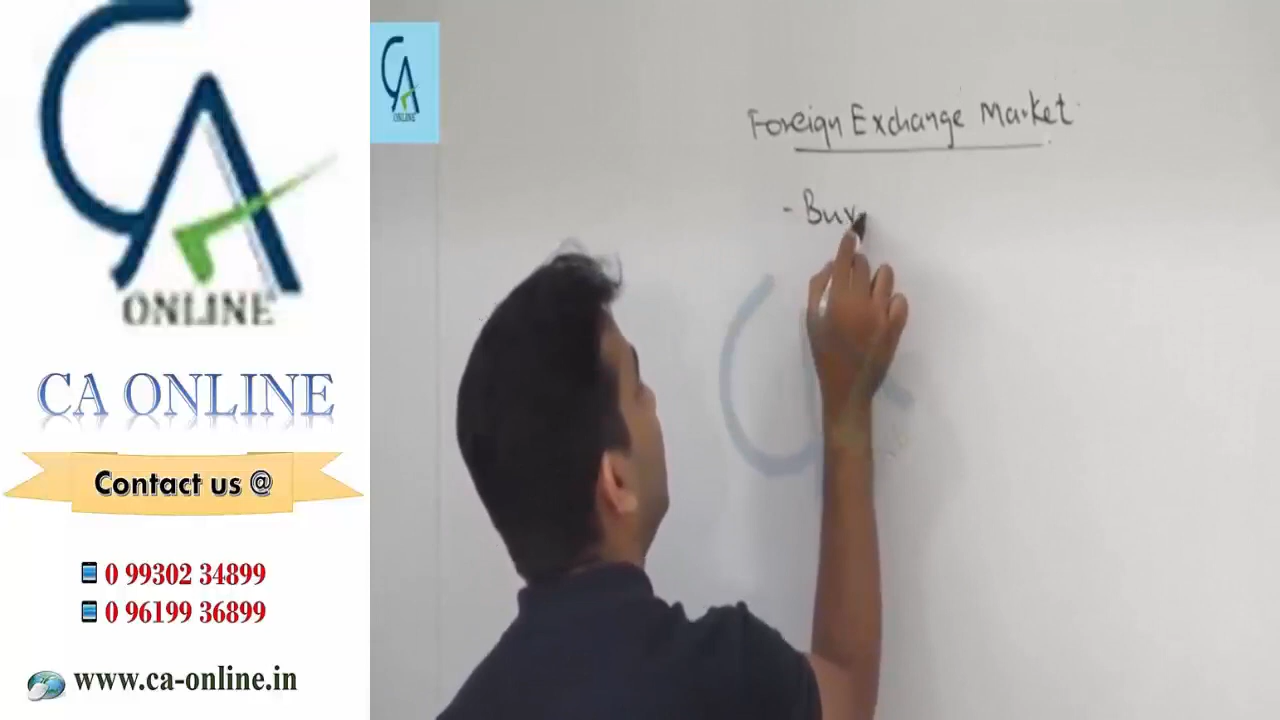 CA
ONLINE
CA ONLINE
Contact us @
0 99302 34899
0 96199 36899
www.ca-online.in
CA
ONLINE
Foreign Exchange Market
- Buy